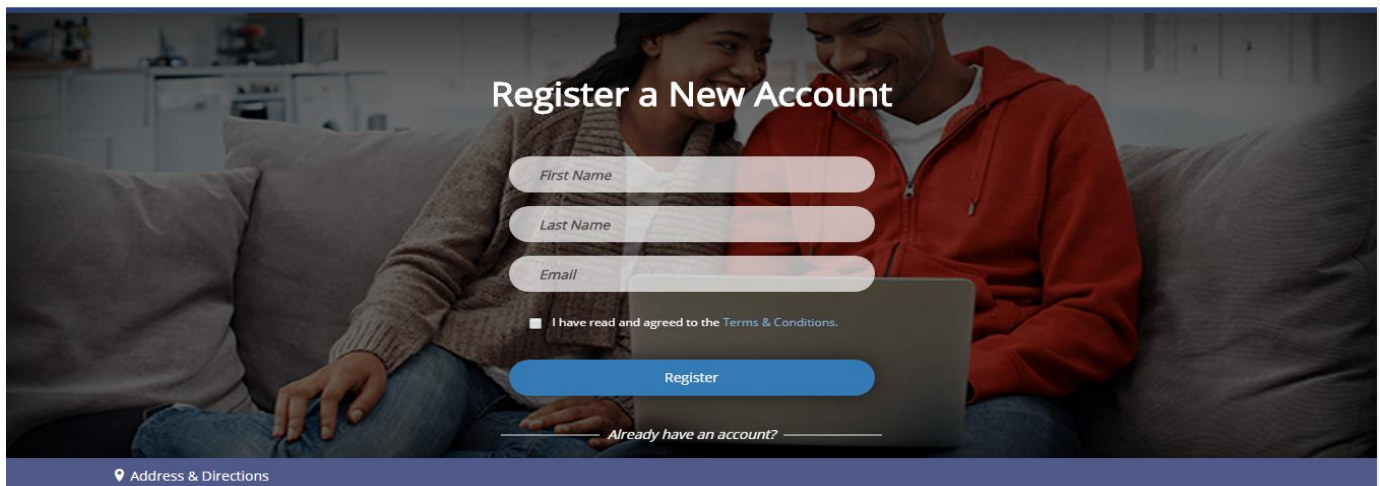 Register a New Account
First Name
Last Name
Email
I have read and agreed to the Terms & Conditions.
Register
Already have an account?
Address & Directions